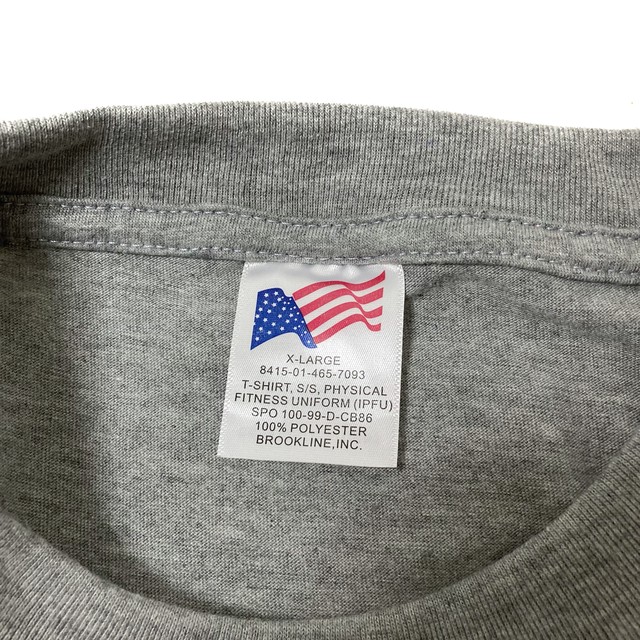 X-LARGE
8415-01-465-7093
T-SHIRT, S/S, PHYSICAL
FITNESS UNIFORM (IPFU)
SPO 100-99-D-CB86
100% POLYESTER
BROOKLINE,INC.